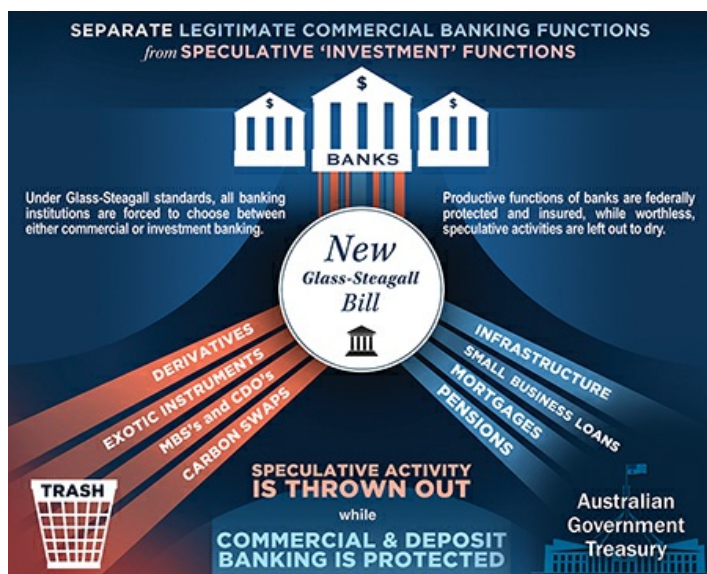 SEPARATE LEGITIMATE COMMERCIAL BANKING FUNCTIONS
from SPECULATIVE 'INVESTMENT' FUNCTIONS
$ $ $
BANKS
Under Glass-Steagall standards, all banking
institutions are forced to choose between
either commercial or investment banking.
Productive functions of banks are federally
protected and insured, while worthless,
speculative activities are left out to dry.
New
Glass-Steagall
Bill
DERIVATIVES
EXOTIC INSTRUMENTS
MBS's and CDO's
CARBON SWAPS
INFRASTRUCTURE
SMALL BUSINESS LOANS
MORTGAGES
PENSIONS
SPECULATIVE ACTIVITY
IS THROWN OUT
while
COMMERCIAL & DEPOSIT
BANKING IS PROTECTED
TRASH
Australian
Government
Treasury